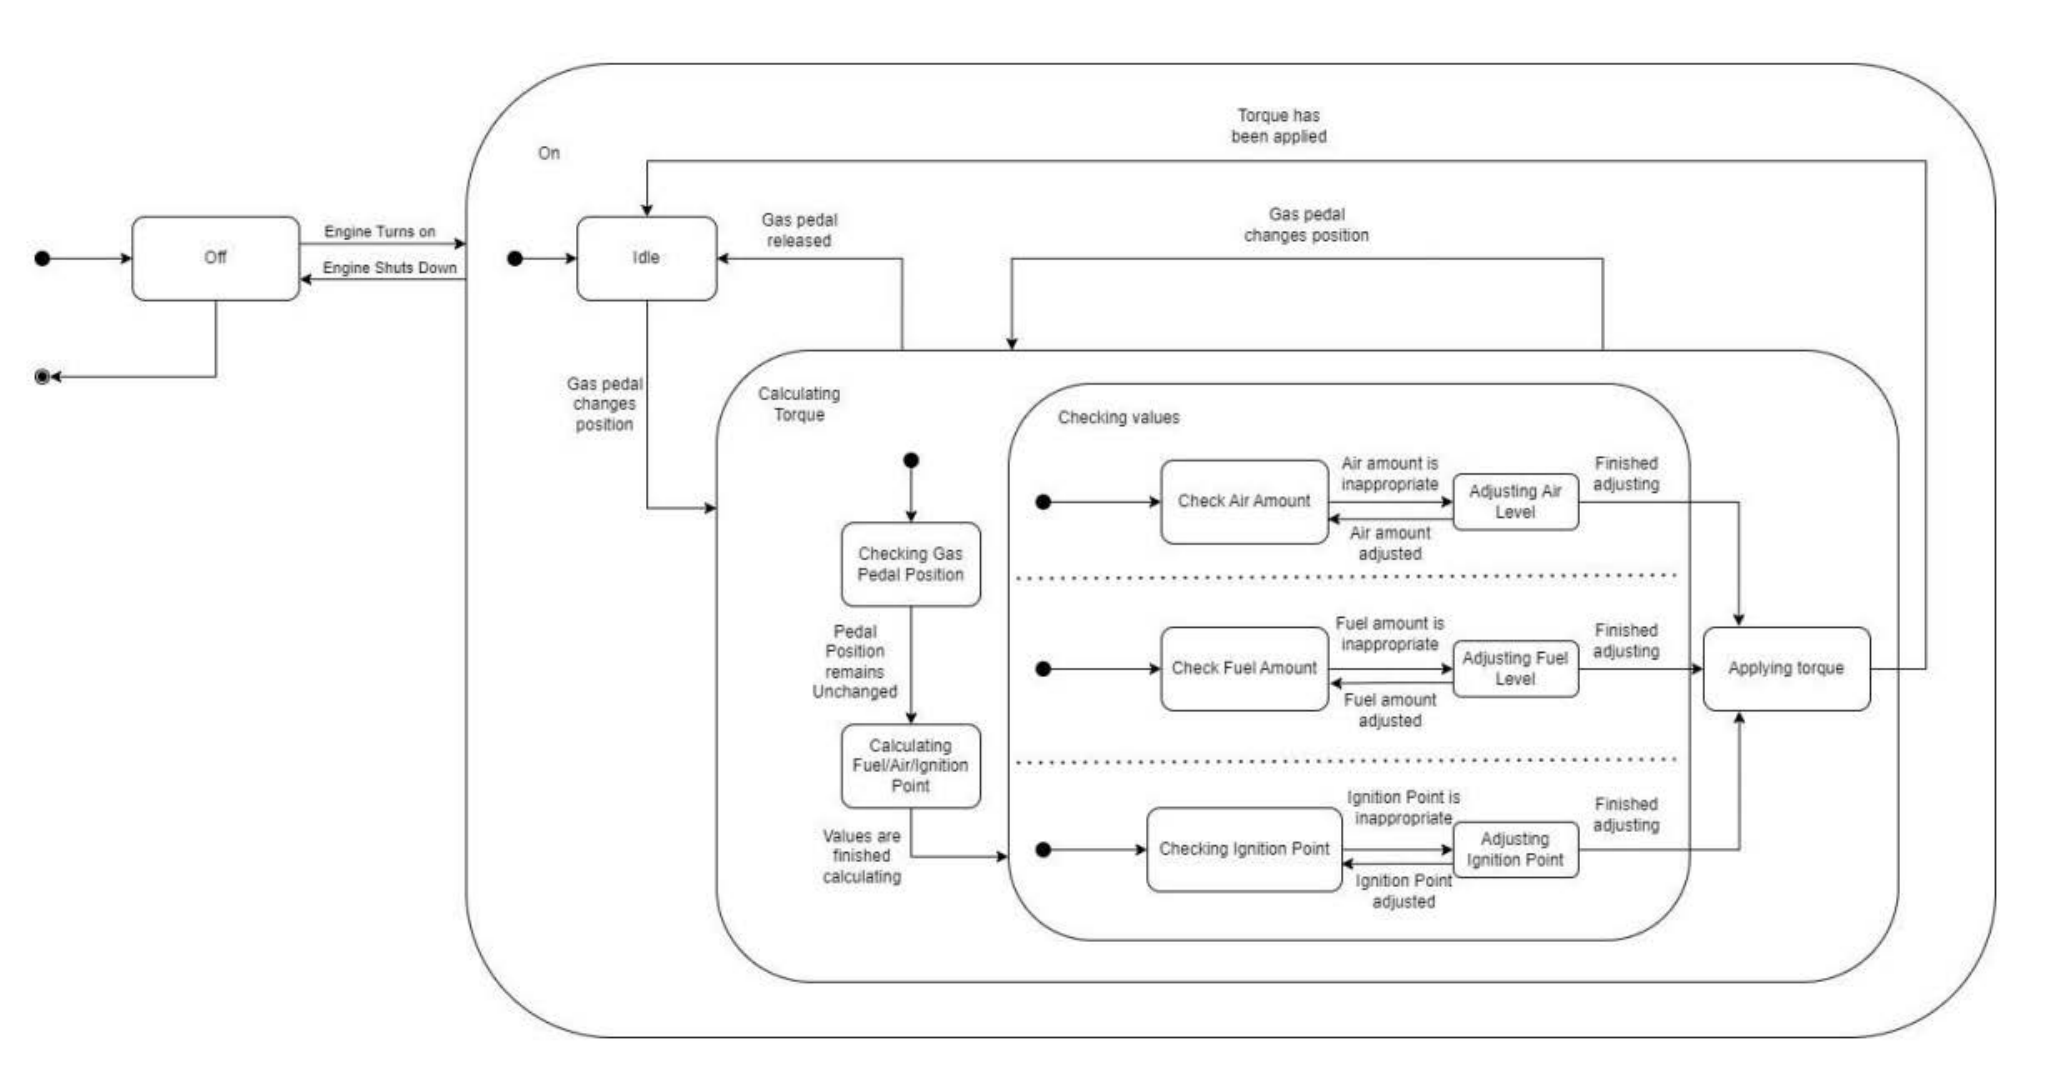 Torque has
been applied
On
Gas pedal
released
Gas pedal
changes position
Engine Turns on
Off
Idle
Engine Shuts Down
Gas pedal
changes
position
Calculating
Torque
Checking values
Air amount is
inappropriate
Finished
adjusting
Check Air Amount
Adjusting Air
Level
Air amount
adjusted
Checking Gas
Pedal Position
Pedal
Position
remains
Unchanged
Fuel amount is
inappropriate
Finished
adjusting
Check Fuel Amount
Adjusting Fuel
Level
Applying torque
Fuel amount
adjusted
Calculating
Fuel/Air/Ignition
Point
Values are
finished
calculating
Ignition Point is
inappropriate
Finished
adjusting
Checking Ignition Point
Adjusting
Ignition Point
Ignition Point
adjusted